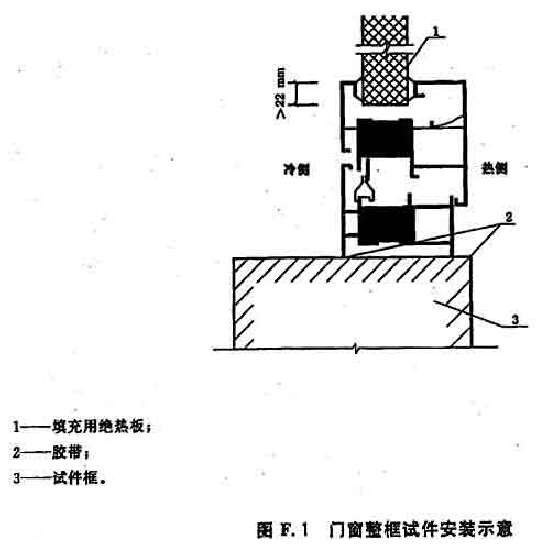 1
>22 mm
冷侧
热侧
2
3
1——填充用绝热板；
2——胶带；
3——试件框。
图 F.1 门窗整框试件安装示意